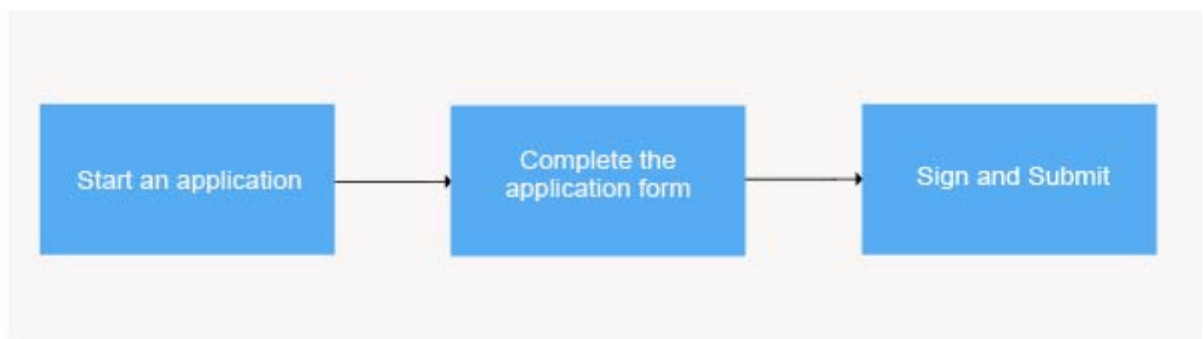 Start an application
Complete the
application form
Sign and Submit